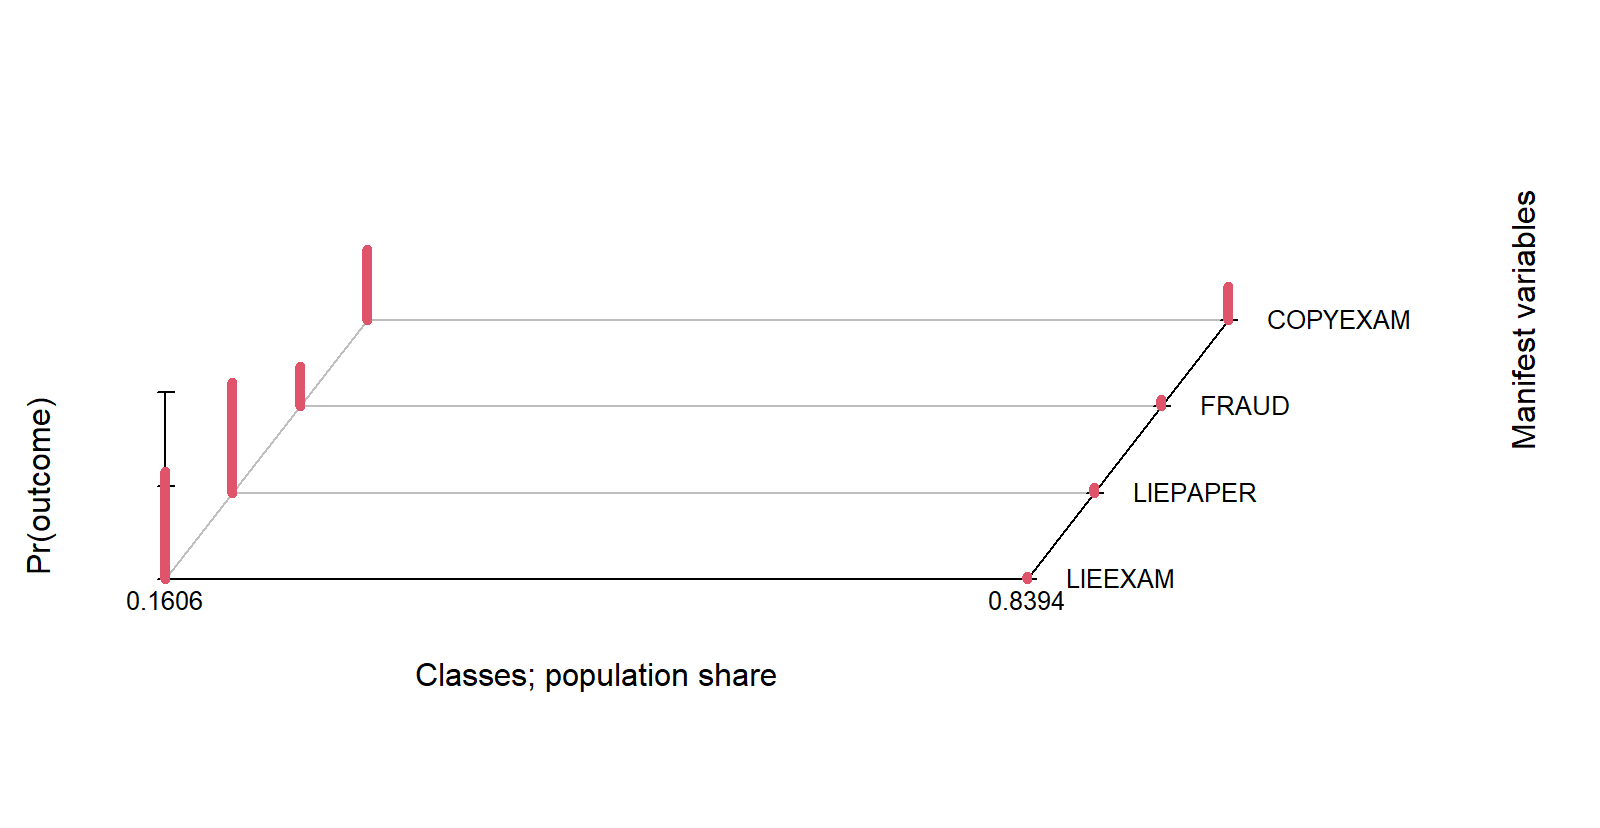 COPYEXAM
FRAUD
LIEPAPER
LIEEXAM
0.1606
0.8394
Classes; population share
Pr(outcome)
Manifest variables